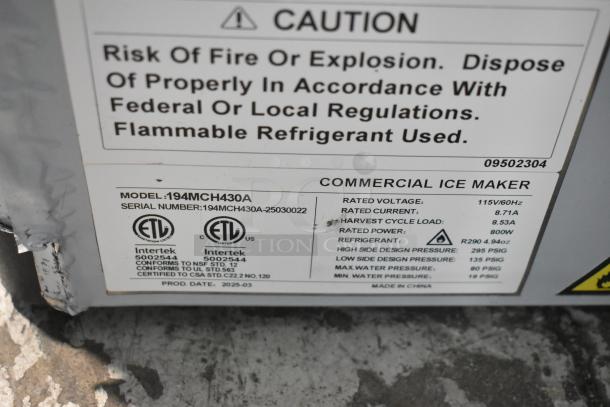 CAUTION
Risk Of Fire Or Explosion. Dispose
Of Properly In Accordance With
Federal Or Local Regulations.
Flammable Refrigerant Used.
09502304
COMMERCIAL ICE MAKER
MODEL:194MCH430A
SERIAL NUMBER:194MCH430A-25030022
ETL
Intertek
5002544
CONFORMS TO NSF STD. 12
CONFORMS TO UL STD.563
CERTIFIED TO CSA STD.C22.2 NO.120
C ETL US
Intertek
5002544
PROD. DATE: 2025-03
RATED VOLTAGE: 115V/60Hz
RATED CURRENT: 8.71A
HARVEST CYCLE LOAD: 8.53A
RATED POWER: 800W
REFRIGERANT: R290 4.94oz
HIGH SIDE DESIGN PRESSURE: 295 PSIG
LOW SIDE DESIGN PRESSURE: 135 PSIG
MAX.WATER PRESSURE: 80 PSIG
MIN. WATER PRESSURE: PSIG
MADE IN CHINA